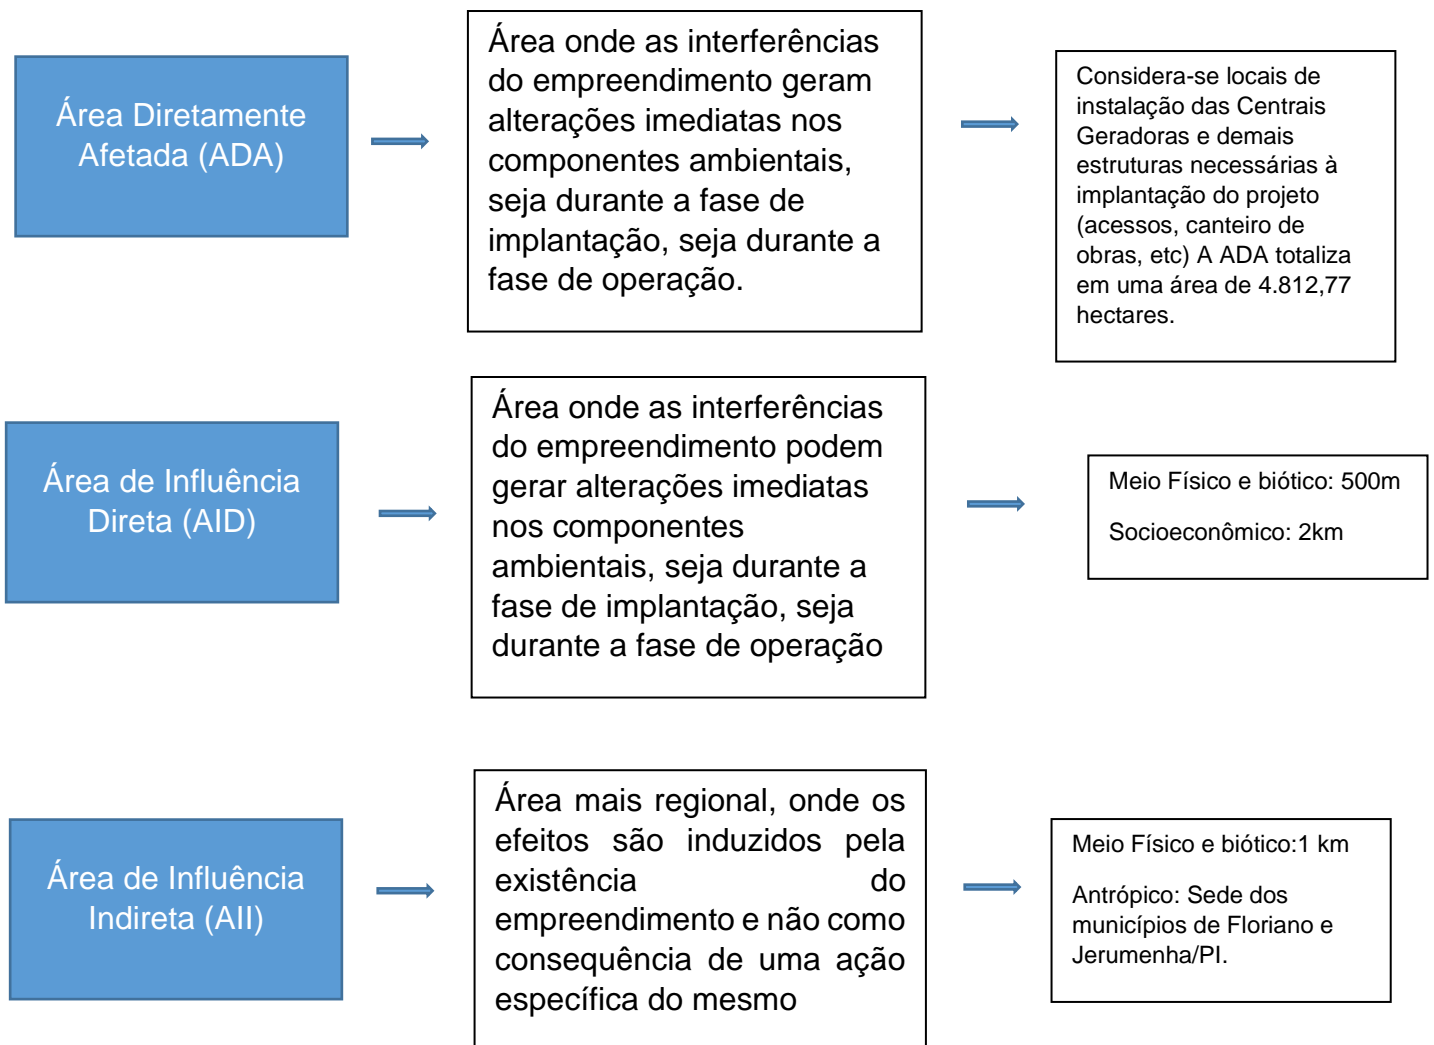 Área Diretamente
Afetada (ADA)
Área onde as interferências
do empreendimento geram
alterações imediatas nos
componentes ambientais,
seja durante a fase de
implantação, seja durante a
fase de operação.
Considera-se locais de
instalação das Centrais
Geradoras e demais
estruturas necessárias à
implantação do projeto
(acessos, canteiro de
obras, etc) A ADA totaliza
em uma área de 4.812,77
hectares.
Área de Influência
Direta (AID)
Área onde as interferências
do empreendimento podem
gerar alterações imediatas
nos componentes
ambientais, seja durante a
fase de implantação, seja
durante a fase de operação
Meio Físico e biótico: 500m
Socioeconômico: 2km
Área de Influência
Indireta (AII)
Área mais regional, onde os
efeitos são induzidos pela
existência do
empreendimento e não como
consequência de uma ação
específica do mesmo
Meio Físico e biótico:1 km
Antrópico: Sede dos
municípios de Floriano e
Jerumenha/PI.